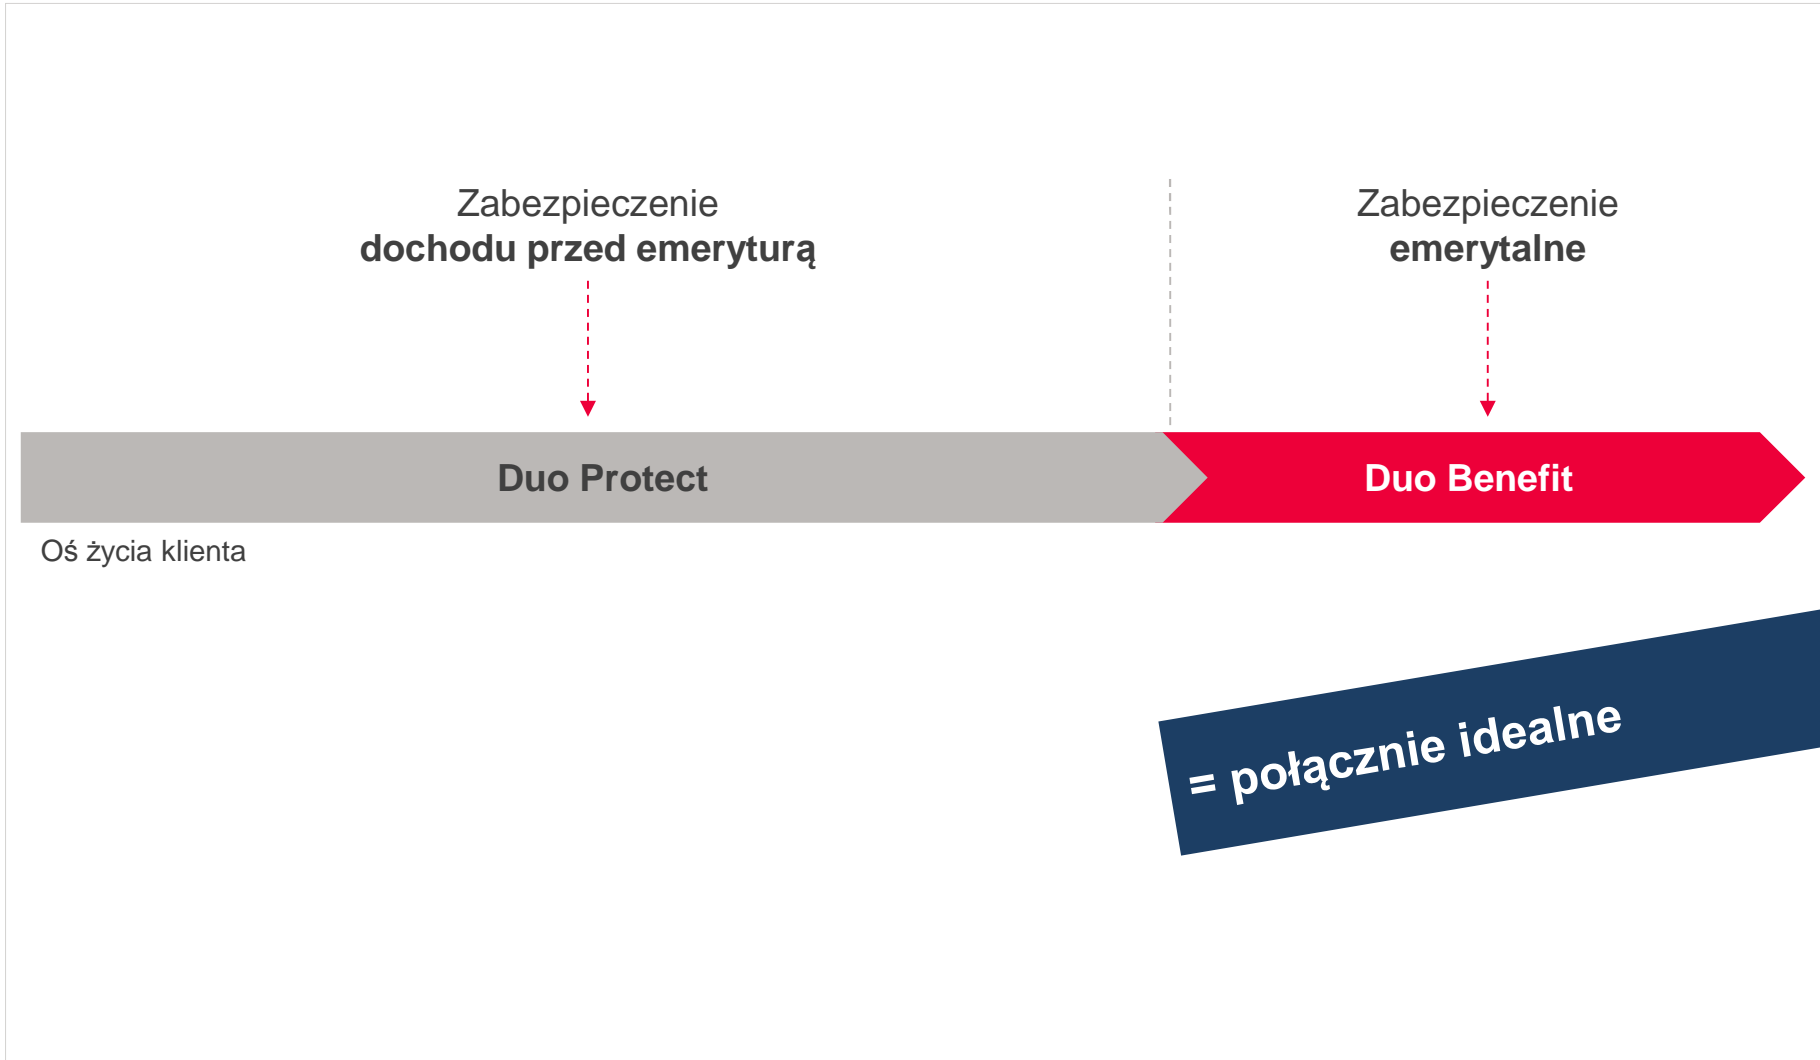 Zabezpieczenie
dochodu przed emeryturą
Zabezpieczenie
emerytalne
Duo Protect
Duo Benefit
Oś życia klienta
= połącznie idealne